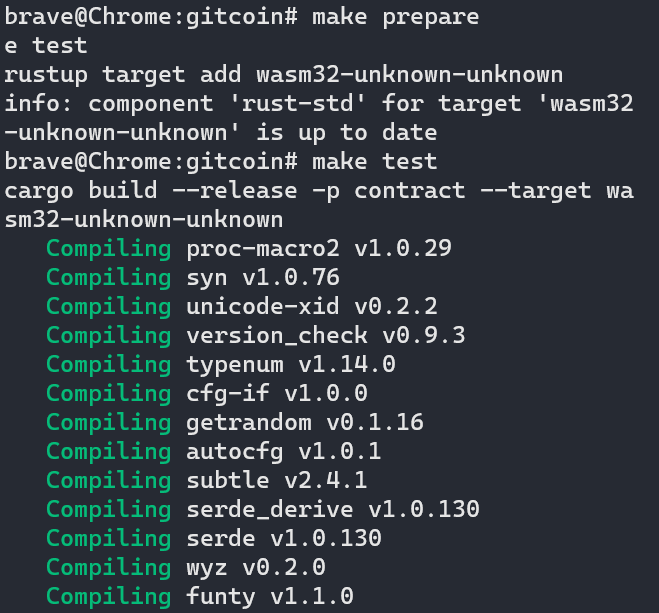 brave@Chrome:gitcoin# make prepare
e test
rustup target add wasm32-unknown-unknown
info: component 'rust-std' for target 'wasm32
-unknown-unknown' is up to date
brave@Chrome:gitcoin# make test
cargo build --release -p contract --target wa
sm32-unknown-unknown
Compiling proc-macro2 v1.0.29
Compiling syn v1.0.76
Compiling unicode-xid v0.2.2
Compiling version_check v0.9.3
Compiling typenum v1.14.0
Compiling cfg-if v1.0.0
Compiling getrandom v0.1.16
Compiling autocfg v1.0.1
Compiling subtle v2.4.1
Compiling serde_derive v1.0.130
Compiling serde v1.0.130
Compiling wyz v0.2.0
Compiling funty v1.1.0